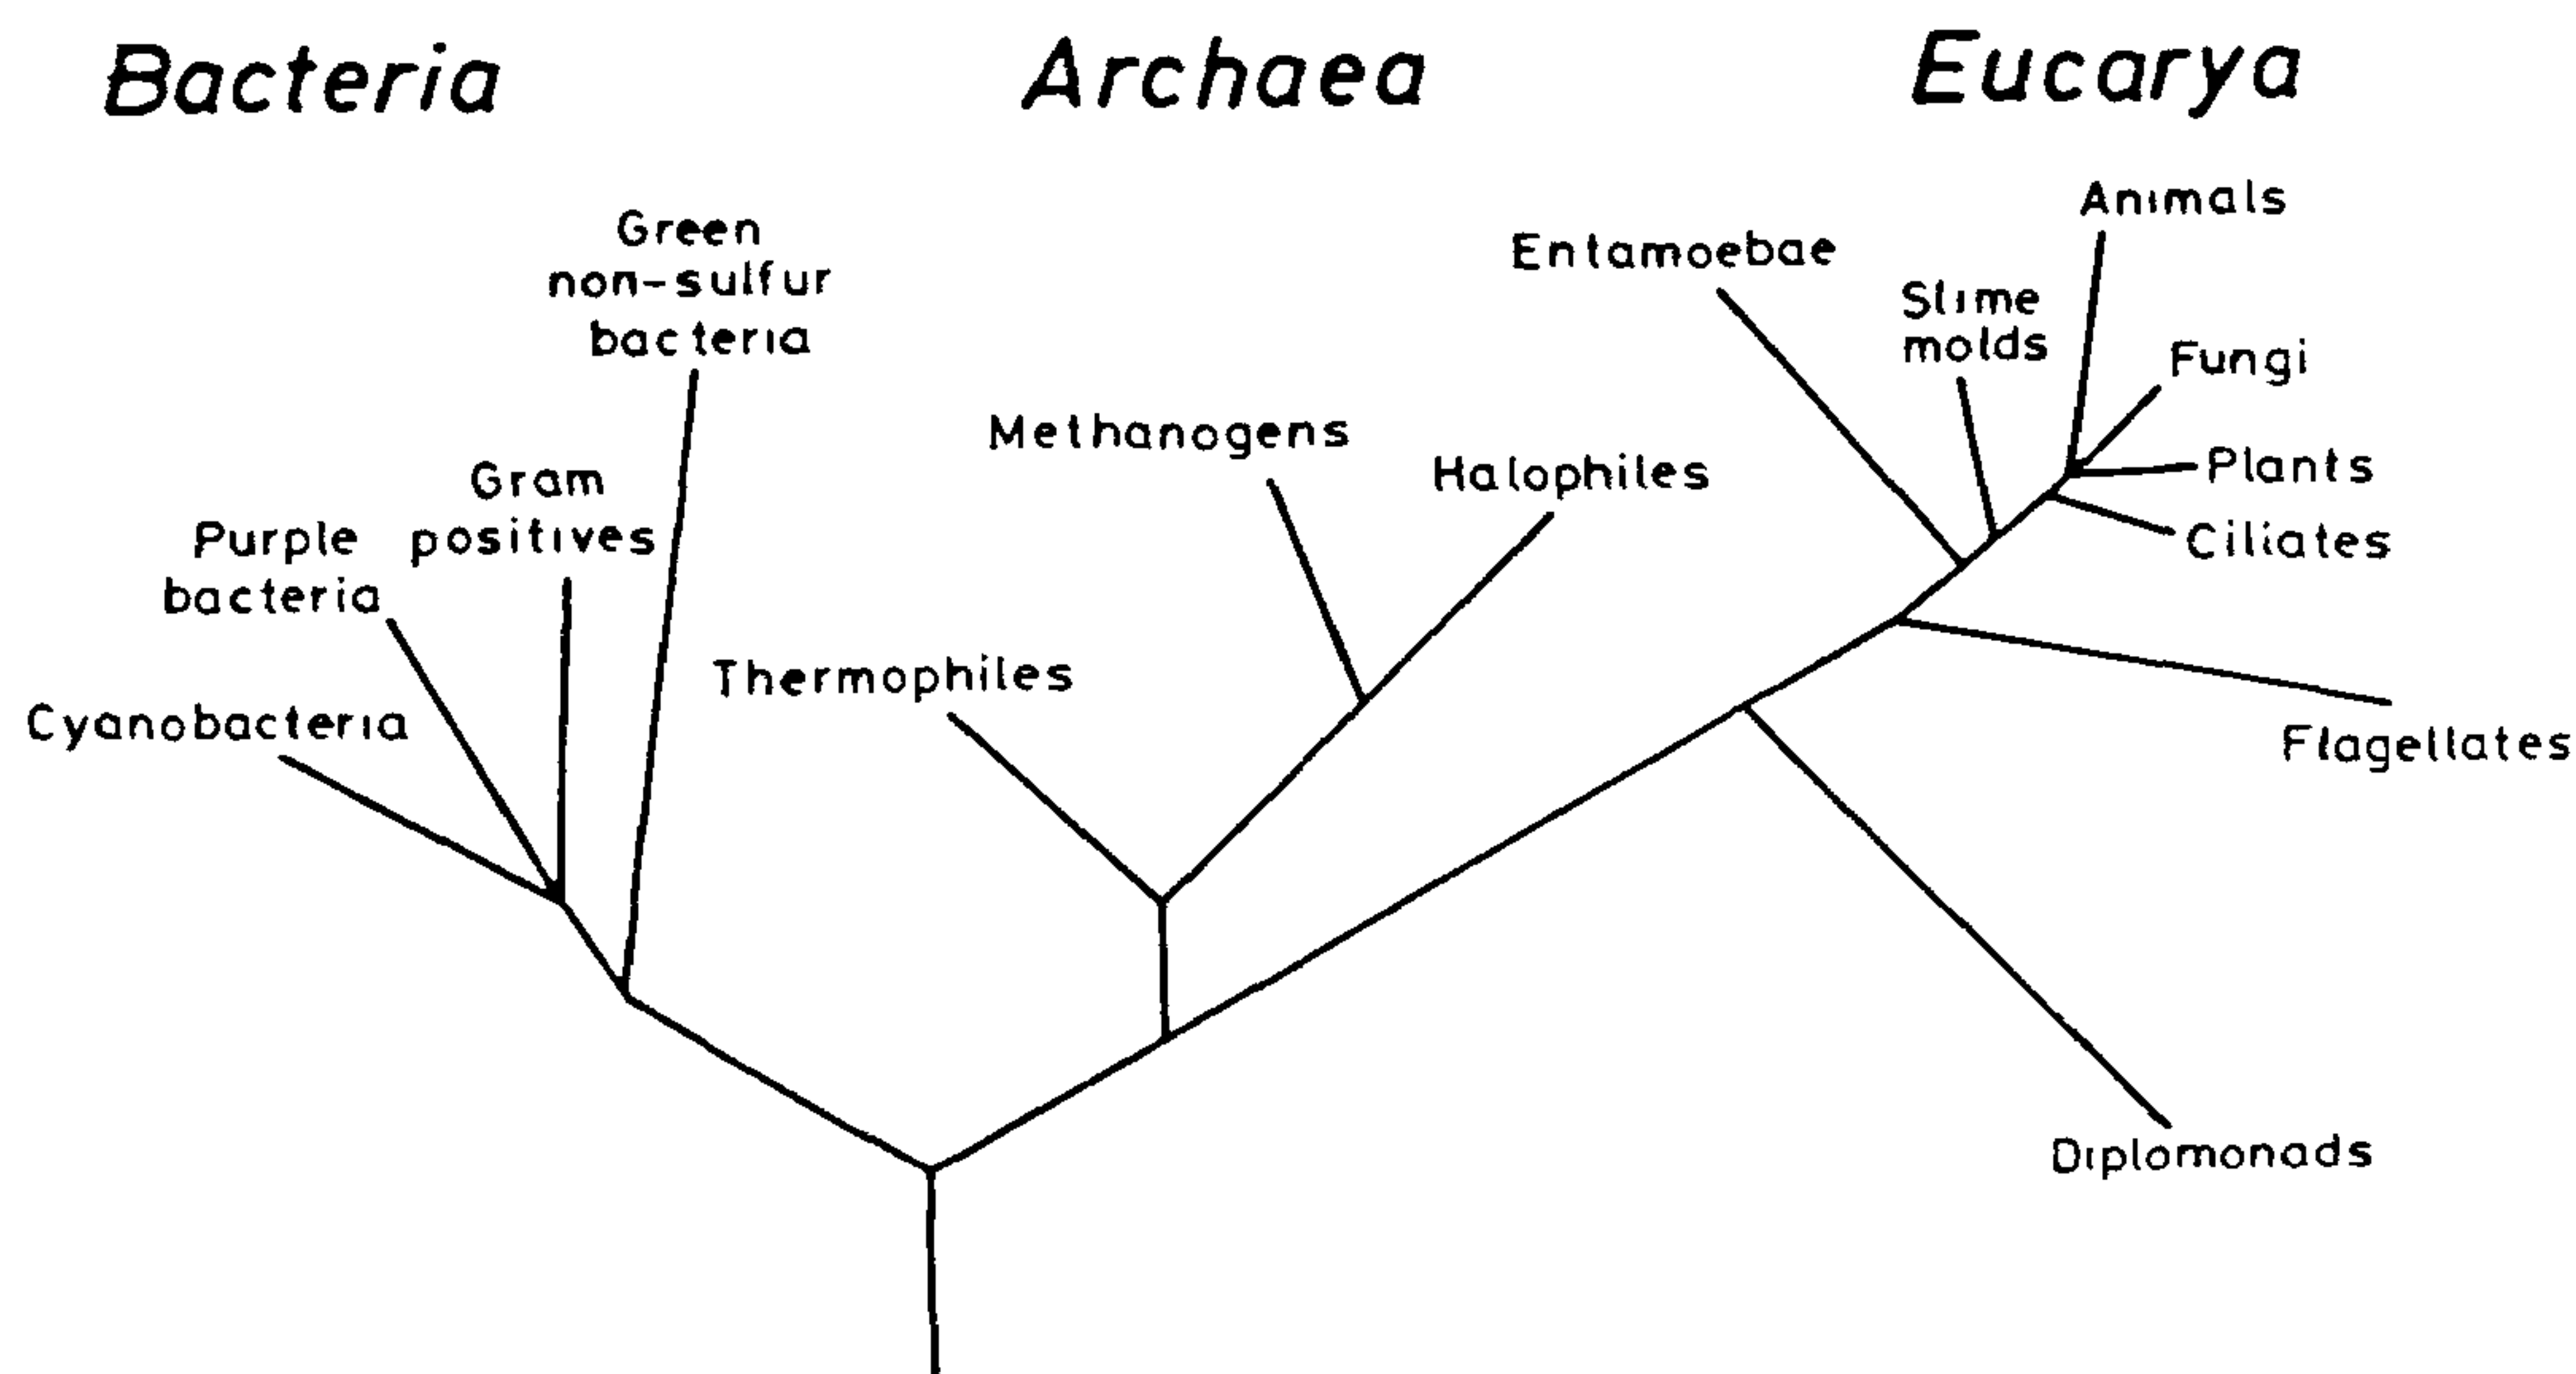 Bacteria
Archaea
Eucarya
Green
non-sulfur
bacteria
Gram
positives
Purple
bacteria
Cyanobacteria
Methanogens
Halophiles
Thermophiles
Entamoebae
Slime
molds
Animals
Fungi
Plants
Ciliates
Flagellates
Diplomonads